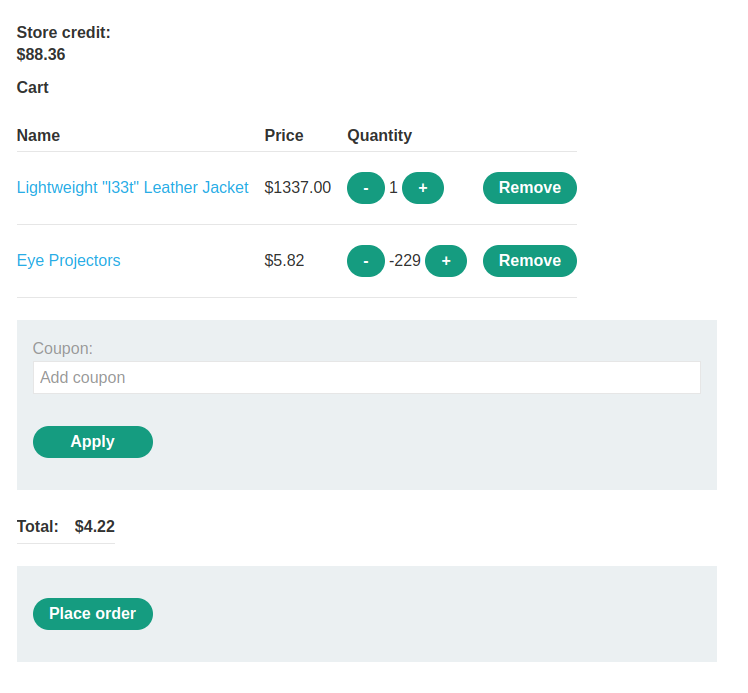 Store credit:
$88.36
Cart
Name Price Quantity
Lightweight "l33t" Leather Jacket $1337.00 - 1 + Remove
Eye Projectors $5.82 - -229 + Remove
Coupon:
Add coupon
Apply
Total: $4.22
Place order